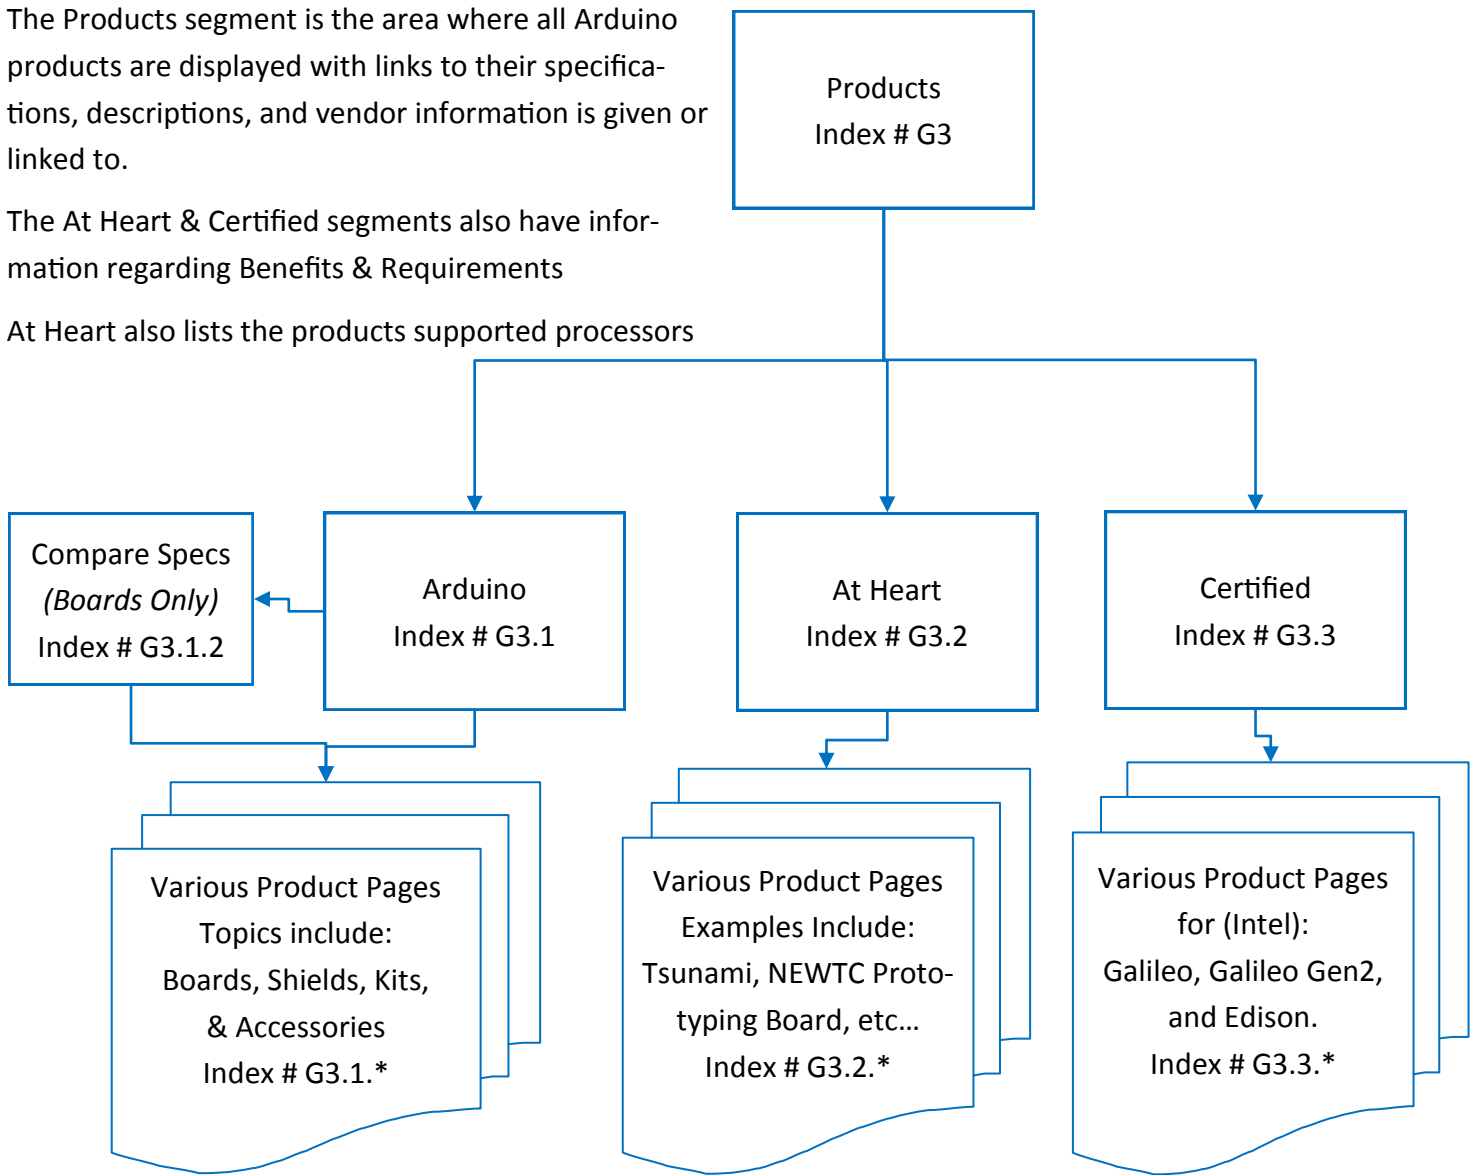 The Products segment is the area where all Arduino
products are displayed with links to their specifica-
tions, descriptions, and vendor information is given or
linked to.
The At Heart & Certified segments also have infor-
mation regarding Benefits & Requirements
At Heart also lists the products supported processors
Products
Index # G3
Compare Specs
(Boards Only)
Index # G3.1.2
Arduino
Index # G3.1
At Heart
Index # G3.2
Certified
Index # G3.3
Various Product Pages
Topics include:
Boards, Shields, Kits,
& Accessories
Index # G3.1.*
Various Product Pages
Examples Include:
Tsunami, NEWTC Proto-
typing Board, etc…
Index # G3.2.*
Various Product Pages
for (Intel):
Galileo, Galileo Gen2,
and Edison.
Index # G3.3.*